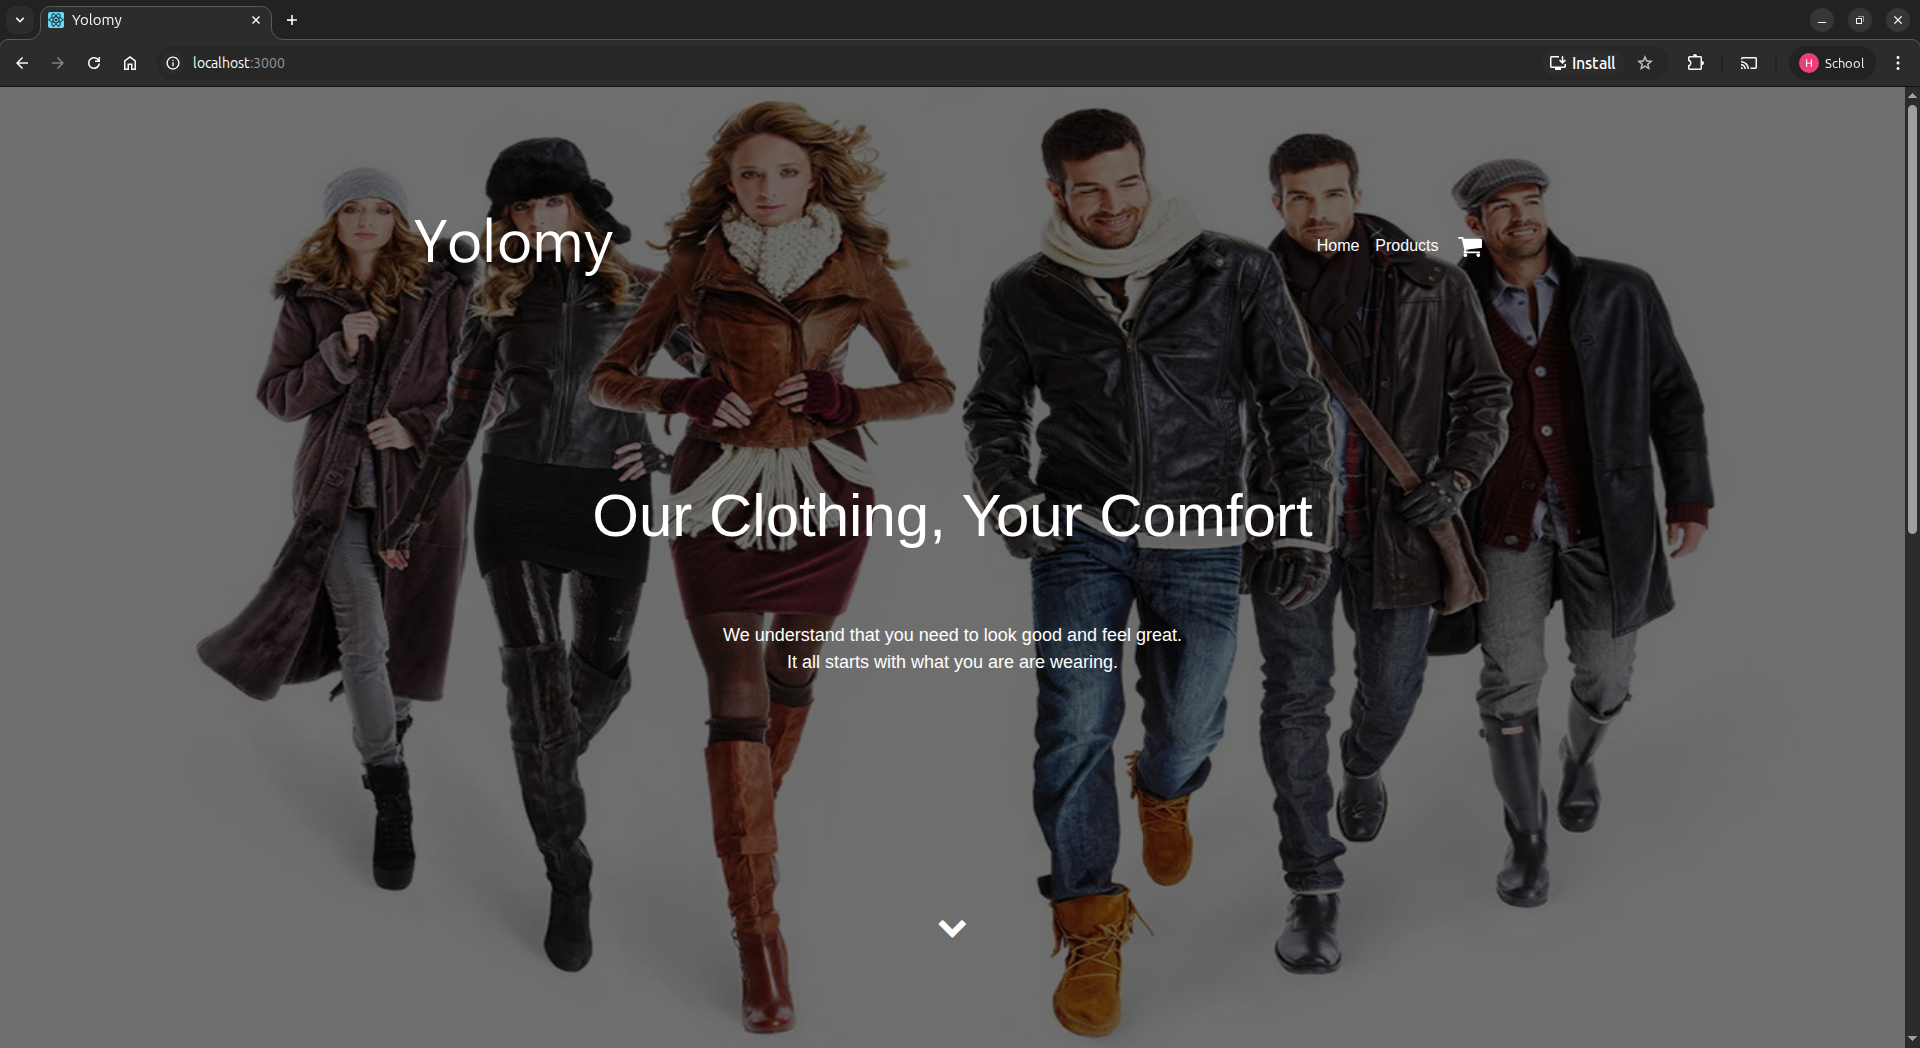 Yolomy
localhost:3000
Install
H
School
Yolomy
Home Products
Our Clothing, Your Comfort
We understand that you need to look good and feel great.
It all starts with what you are are wearing.